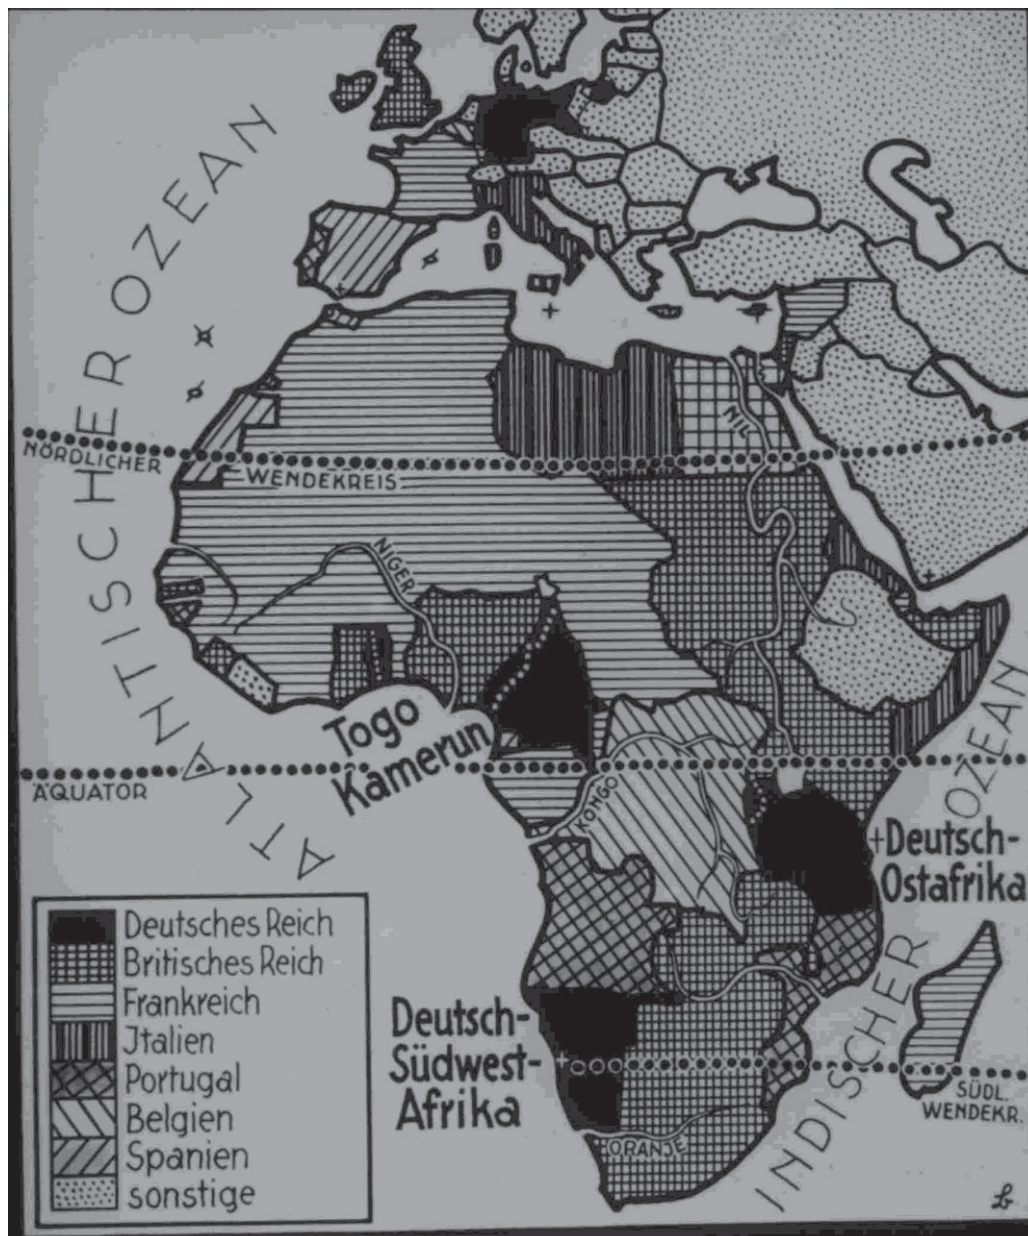 ATLANTISCHER OZEAN
NÖRDLICHER
WENDEKREIS
NIL
NIGER
Togo
Kamerun
ÄQUATOR
KONGO
Deutsch-
Ostafrika
INDISCHER OZEAN
Deutsch-
Südwest-
Afrika
ORANJE
SÜDL.
WENDEKR.
Deutsches Reich
Britisches Reich
Frankreich
Jtalien
Portugal
Belgien
Spanien
sonstige